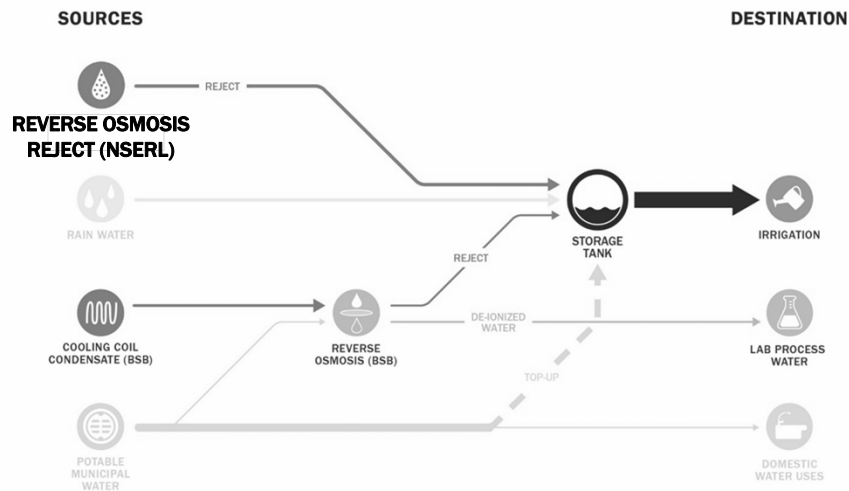 SOURCES
DESTINATION
REJECT
REVERSE OSMOSIS
REJECT (NSERL)
RAIN WATER
STORAGE
TANK
IRRIGATION
REJECT
COOLING COIL
CONDENSATE (BSB)
REVERSE
OSMOSIS (BSB)
DE-IONIZED
WATER
LAB PROCESS
WATER
TOP-UP
POTABLE
MUNICIPAL
WATER
DOMESTIC
WATER USES